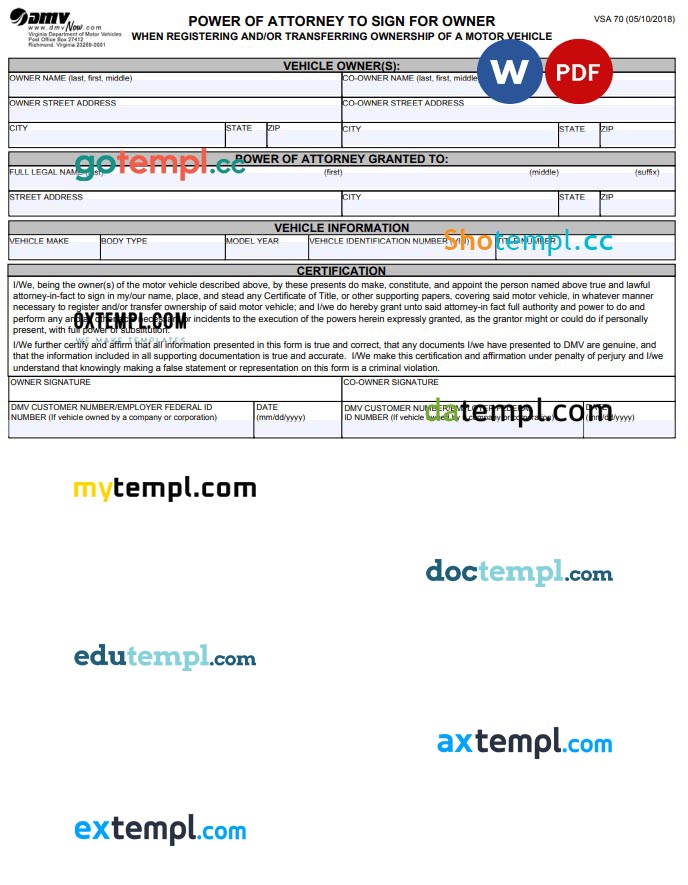 dmv
www.dmvNow.com
Virginia Department of Motor Vehicles
Post Office Box 27412
Richmond, Virginia 23269-0001
POWER OF ATTORNEY TO SIGN FOR OWNER
WHEN REGISTERING AND/OR TRANSFERRING OWNERSHIP OF A MOTOR VEHICLE
VSA 70 (05/10/2018)
W PDF
VEHICLE OWNER(S):
OWNER NAME (last, first, middle) CO-OWNER NAME (last, first, middle
OWNER STREET ADDRESS CO-OWNER STREET ADDRESS
CITY STATE ZIP CITY STATE ZIP
POWER OF ATTORNEY GRANTED TO:
gotempl.cc
FULL LEGAL NAME (last) (first) (middle) (suffix)
STREET ADDRESS CITY STATE ZIP
VEHICLE INFORMATION
VEHICLE MAKE BODY TYPE MODEL YEAR VEHICLE IDENTIFICATION NUMBER (VIN) TITLE NUMBER
Shotempl.cc
CERTIFICATION
I/We, being the owner(s) of the motor vehicle described above, by these presents do make, constitute, and appoint the person named above true and lawful
attorney-in-fact to sign in my/our name, place, and stead any Certificate of Title, or other supporting papers, covering said motor vehicle, in whatever manner
necessary to register and/or transfer ownership of said motor vehicle; and I/we do hereby grant unto said attorney-in fact full authority and power to do and
perform any and all other acts necessary or incidents to the execution of the powers herein expressly granted, as the grantor might or could do if personally
present, with full power of substitution.
OXTEMPL.COM
WE MAKE TEMPLATES
I/We further certify and affirm that all information presented in this form is true and correct, that any documents I/we have presented to DMV are genuine, and
that the information included in all supporting documentation is true and accurate. I/We make this certification and affirmation under penalty of perjury and I/we
understand that knowingly making a false statement or representation on this form is a criminal violation.
OWNER SIGNATURE CO-OWNER SIGNATURE
DMV CUSTOMER NUMBER/EMPLOYER FEDERAL ID DATE DMV CUSTOMER NUMBER/EMPLOYER FEDERAL DATE
NUMBER (If vehicle owned by a company or corporation) (mm/dd/yyyy) ID NUMBER (If vehicle owned by a company or corporation) (mm/dd/yyyy)
datempl.com
mytempl.com
doctempl.com
edutempl.com
axtempl.com
extempl.com